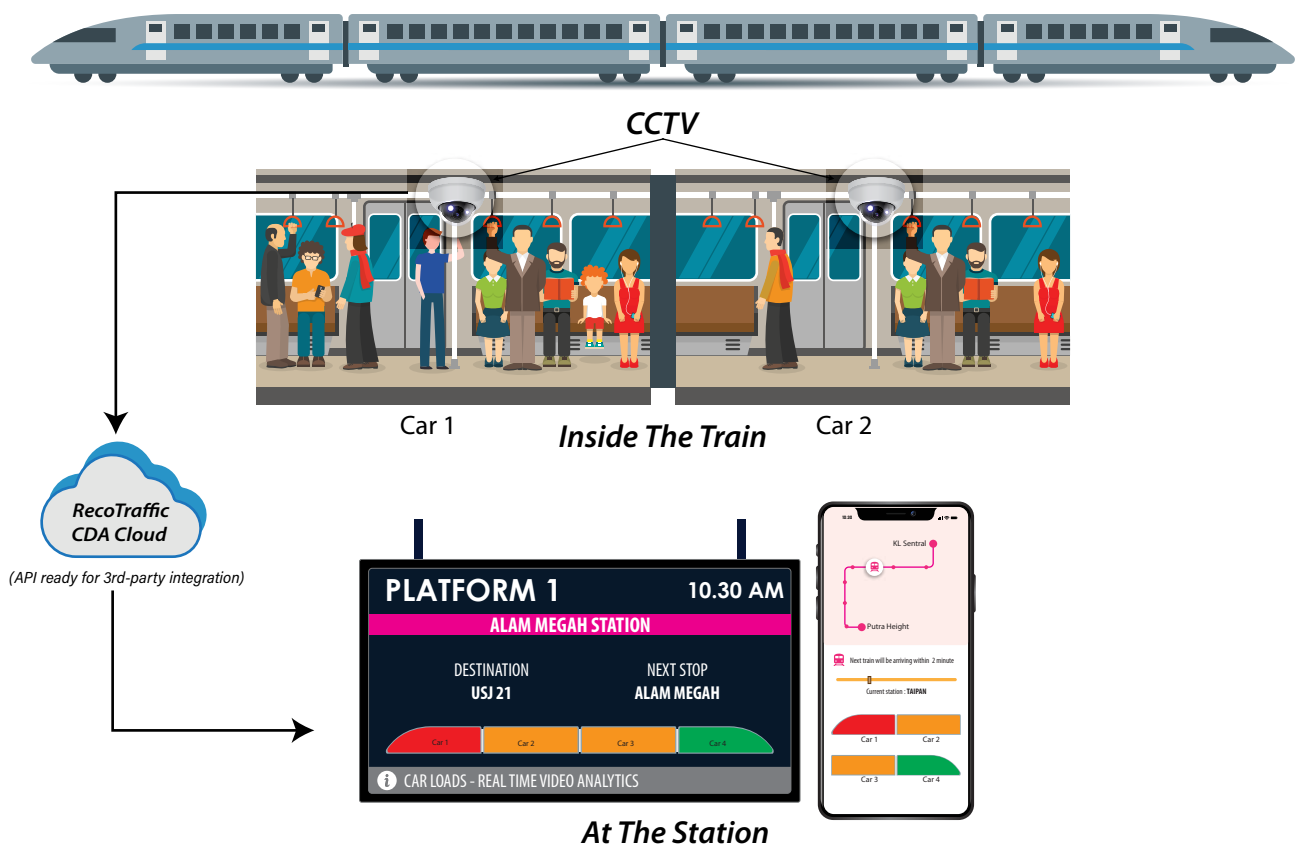 CCTV
Car 1
Inside The Train
Car 2
RecoTraffic
CDA Cloud
(API ready for 3rd-party integration)
PLATFORM 1
10.30 AM
ALAM MEGAH STATION
DESTINATION
USJ 21
NEXT STOP
ALAM MEGAH
Car 1
Car 2
Car 3
Car 4
i
CAR LOADS - REAL TIME VIDEO ANALYTICS
10:30
KL Sentral
Putra Height
Next train will be arriving within 2 minute
Current station : TAIPAN
Car 1
Car 2
Car 3
Car 4
At The Station